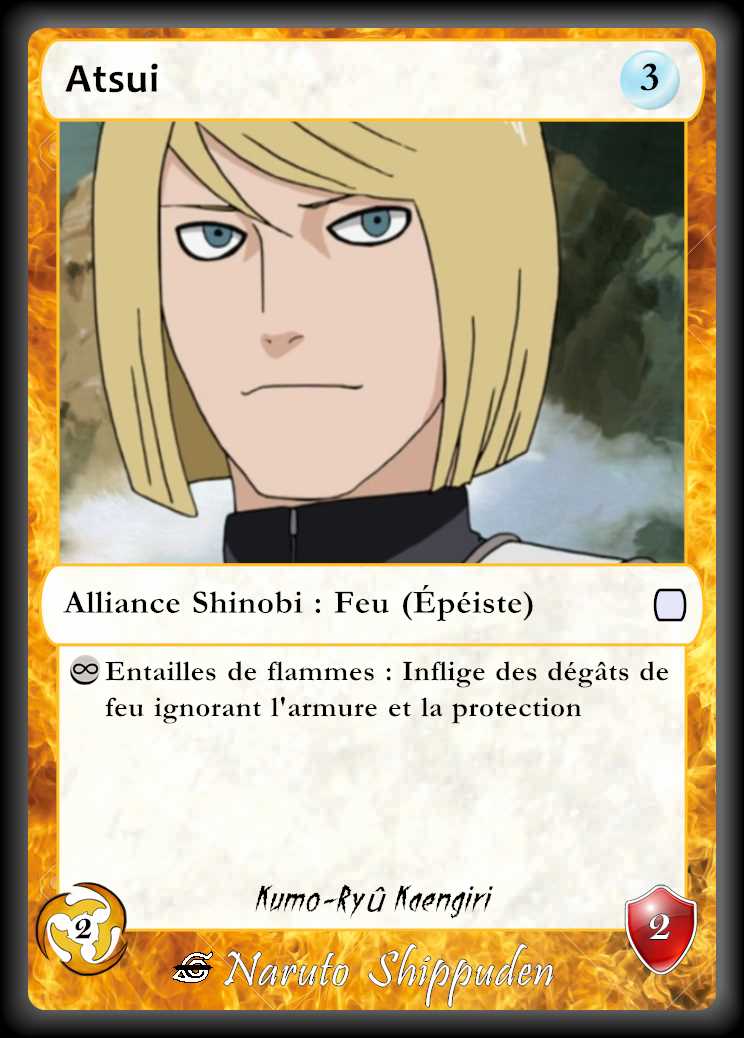 Atsui
3
Alliance Shinobi : Feu (Épéiste)
∞ Entailles de flammes : Inflige des dégâts de
feu ignorant l'armure et la protection
Kumo-Ryû Kaengiri
2
2
Naruto Shippuden